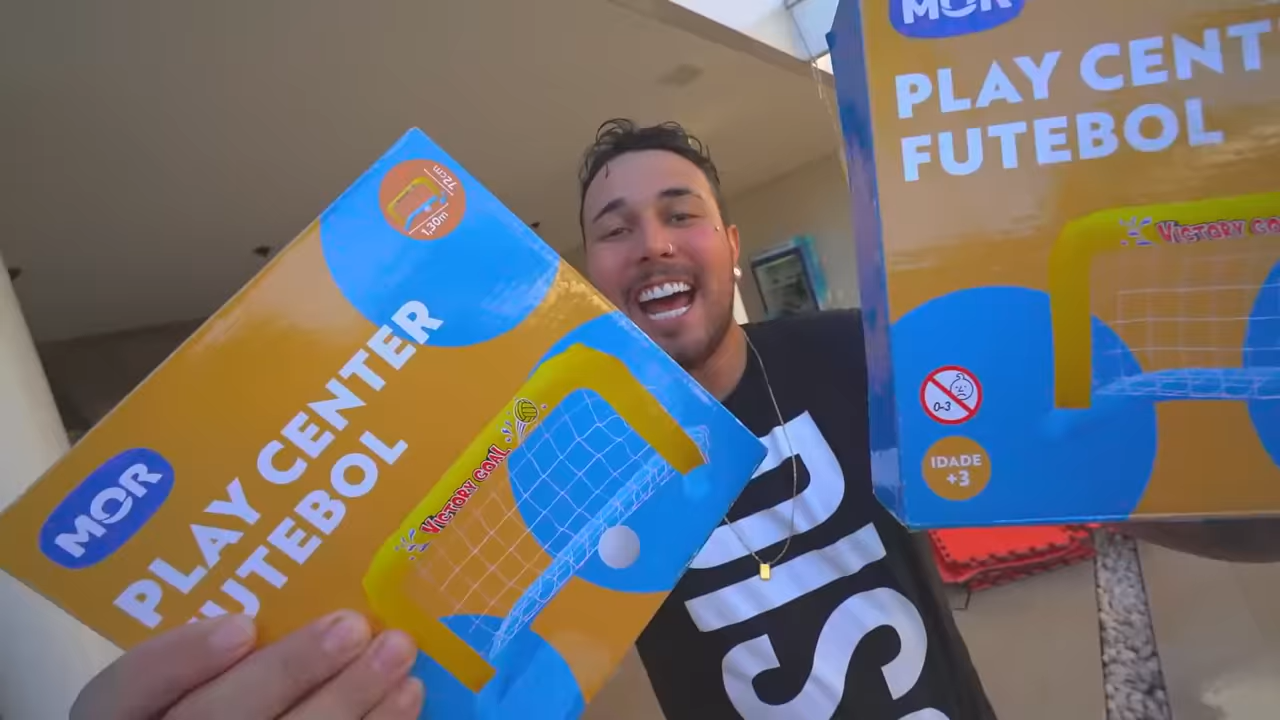 MOR
PLAY CENTER
FUTEBOL
VICTORY GOAL
72cm
1,30m
MOR
PLAY CENT
FUTEBOL
VICTORY GO
0-3
IDADE
+3